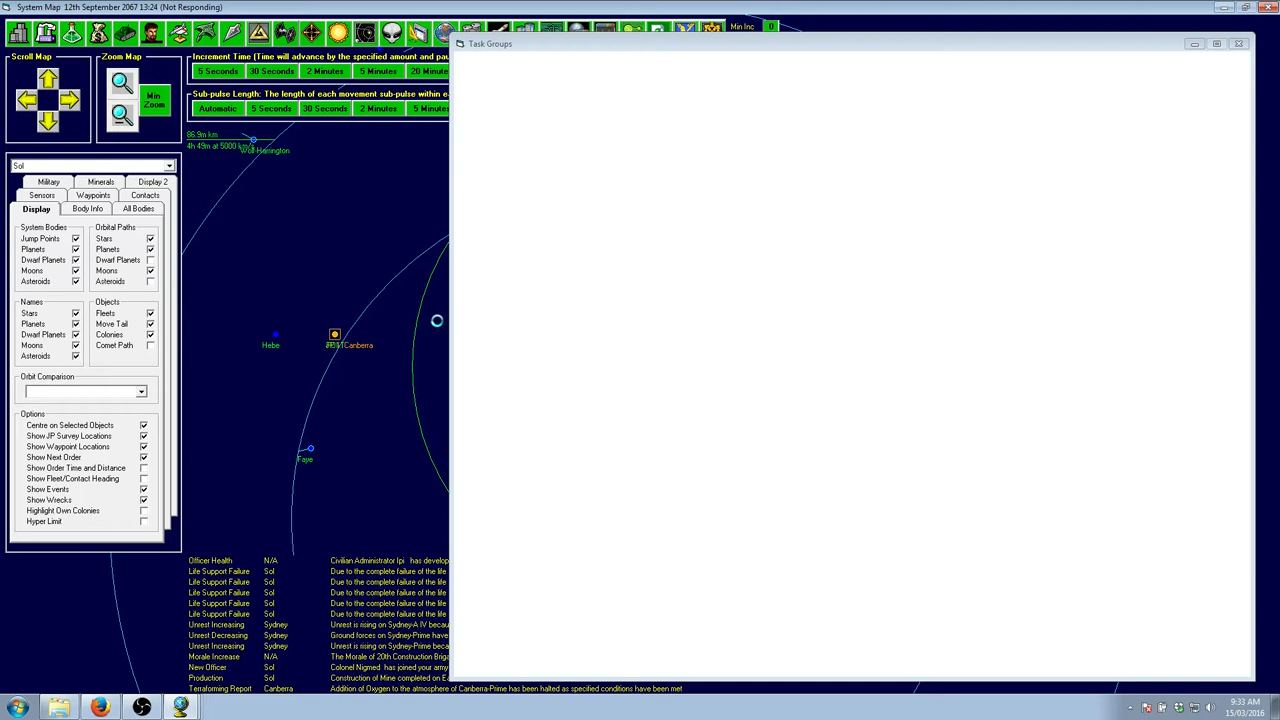 System Map  12th September 2067 13:24 (Not Responding)
Min Inc
0
Task Groups
Scroll Map
Zoom Map
Min
Zoom
Increment Time (Time will advance by the specified amount and pau
5 Seconds
30 Seconds
2 Minutes
5 Minutes
20 Minute
Sub-pulse Length: The length of each movement sub-pulse within e
Automatic
5 Seconds
30 Seconds
2 Minutes
5 Minutes
86.9m km
4h 49m at 5000 km/s
Wolf-Harrington
Sol
Military
Minerals
Display 2
Sensors
Waypoints
Contacts
Display
Body Info
All Bodies
System Bodies
Jump Points
Planets
Dwarf Planets
Moons
Asteroids
Orbital Paths
Stars
Planets
Dwarf Planets
Moons
Asteroids
Names
Stars
Planets
Dwarf Planets
Moons
Asteroids
Objects
Fleets
Move Tail
Colonies
Comet Path
Orbit Comparison
Options
Centre on Selected Objects
Show JP Survey Locations
Show Waypoint Locations
Show Next Order
Show Order Time and Distance
Show Fleet/Contact Heading
Show Events
Show Wrecks
Highlight Own Colonies
Hyper Limit
Hebe
Canberra
Faye
Officer Health N/A Civilian Administrator Ipi has develop
Life Support Failure Sol Due to the complete failure of the life
Life Support Failure Sol Due to the complete failure of the life
Life Support Failure Sol Due to the complete failure of the life
Life Support Failure Sol Due to the complete failure of the life
Life Support Failure Sol Due to the complete failure of the life
Unrest Increasing Sydney Unrest is rising on Sydney-A IV becau
Unrest Decreasing Sydney Ground forces on Sydney-Prime have
Unrest Increasing Sydney Unrest is rising on Sydney-Prime becau
Morale Increase N/A The Morale of 20th Construction Briga
New Officer Sol Colonel Nigmed has joined your army
Production Sol Construction of Mine completed on E
Terraforming Report Canberra Addition of Oxygen to the atmosphere of Canberra-Prime has been halted as specified conditions have been met
9:33 AM
15/03/2016